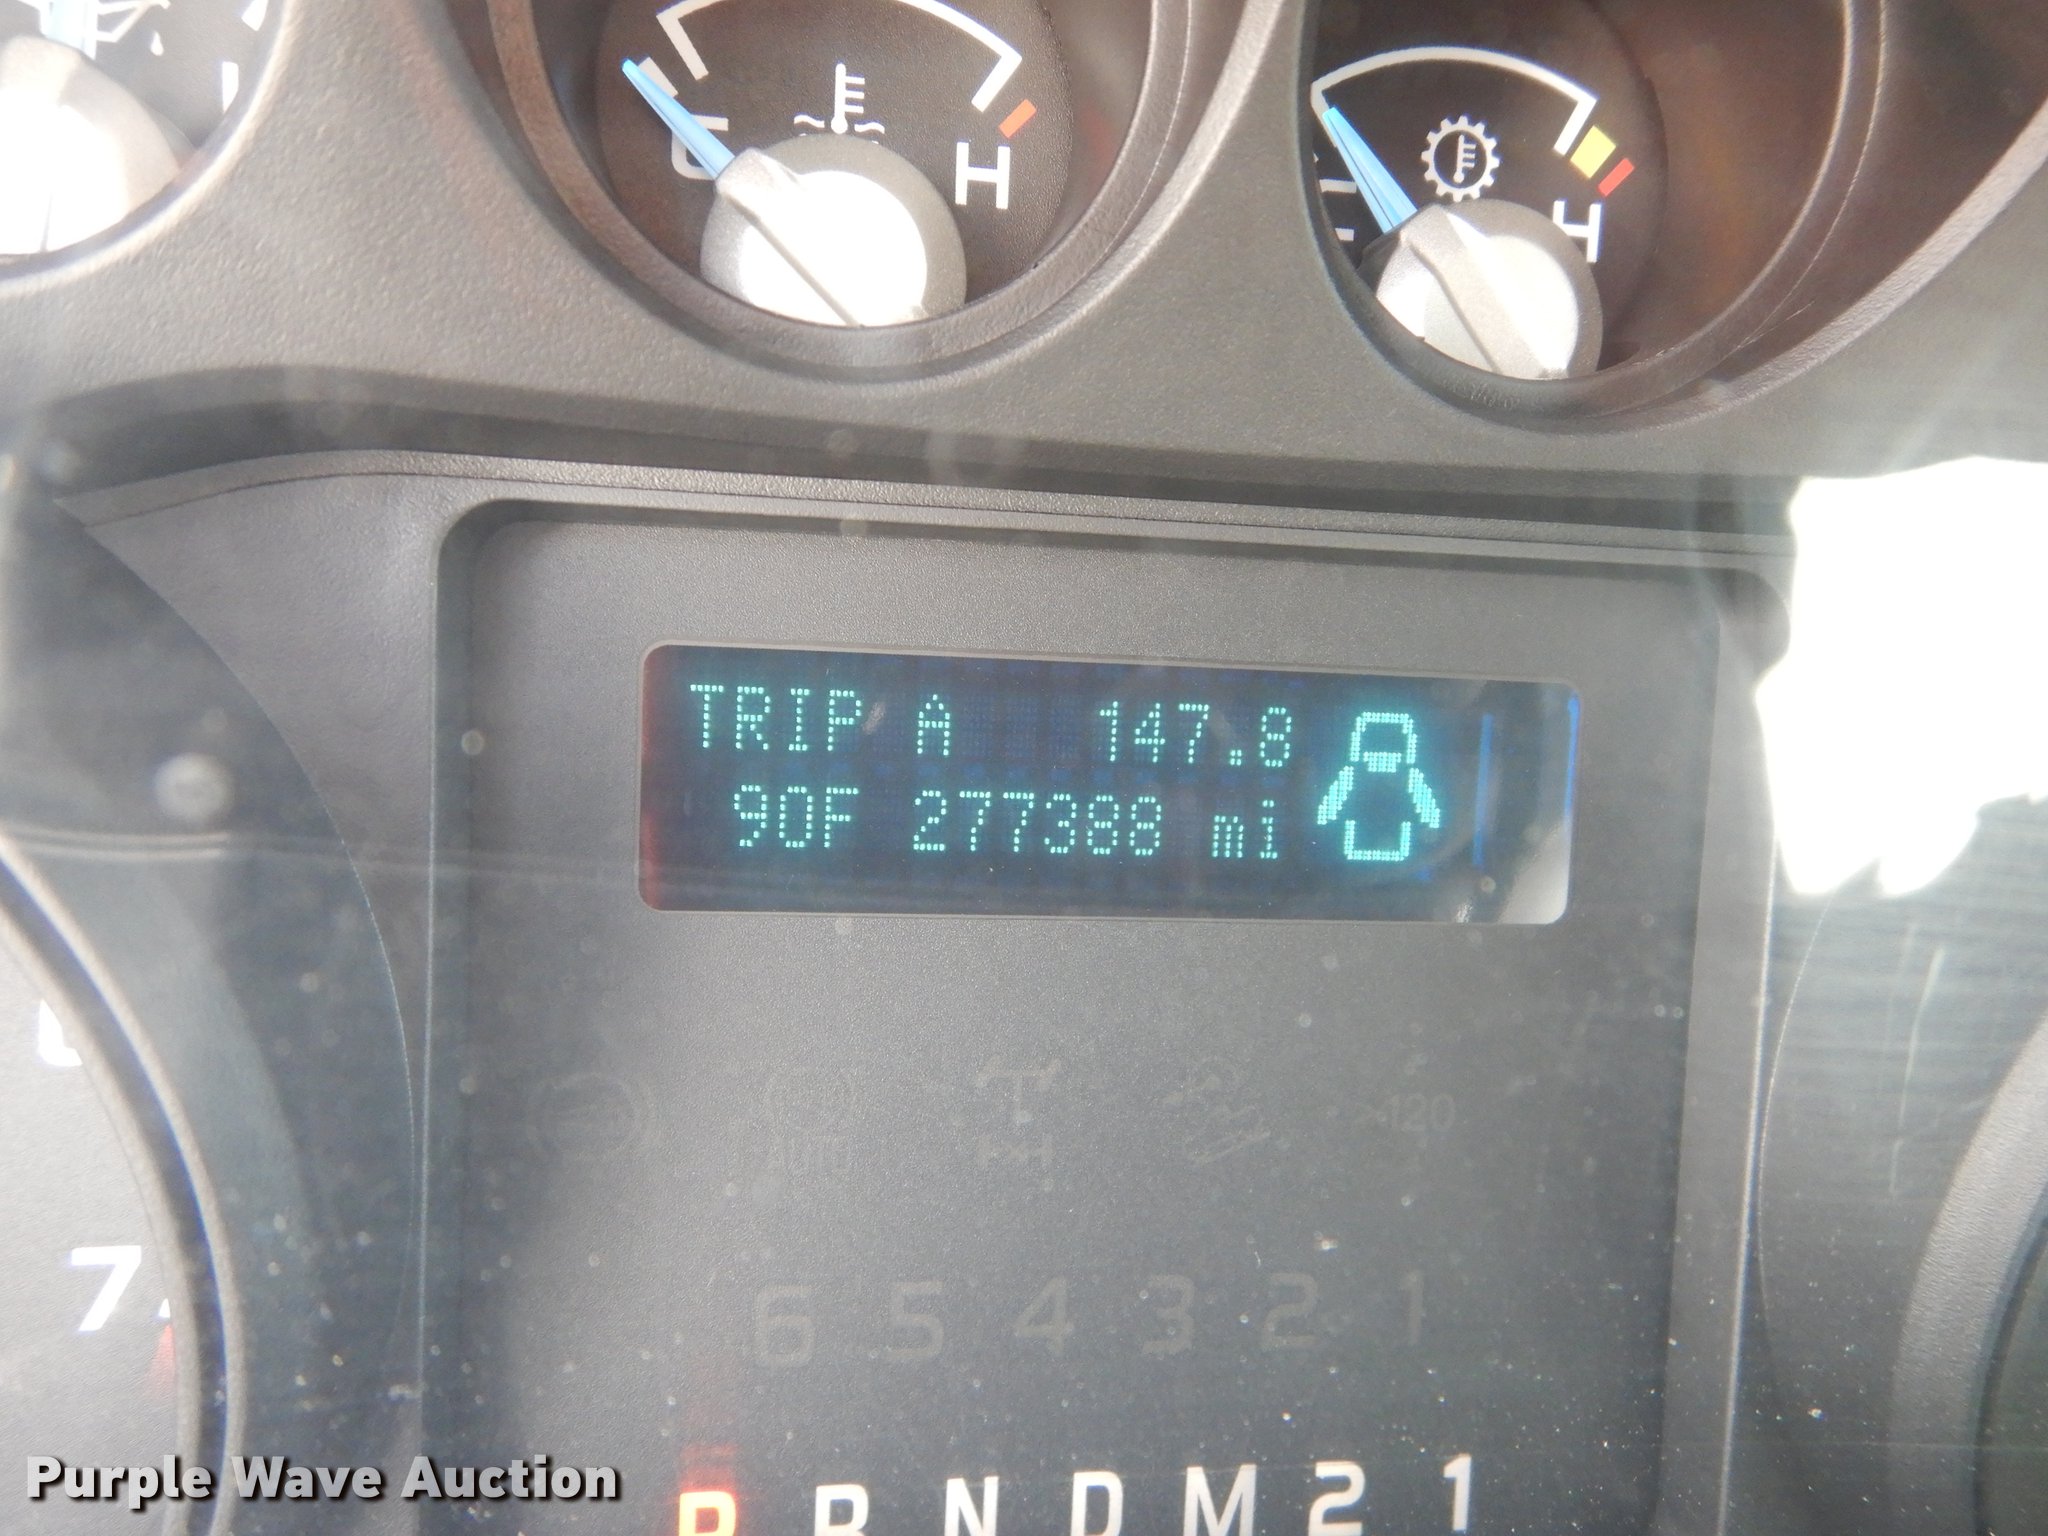 H
H
TRIP A 147.8
90F 277388 mi
AUTO
>120
7
6 5 4 3 2 1
P R N D M 2 1
Purple Wave Auction